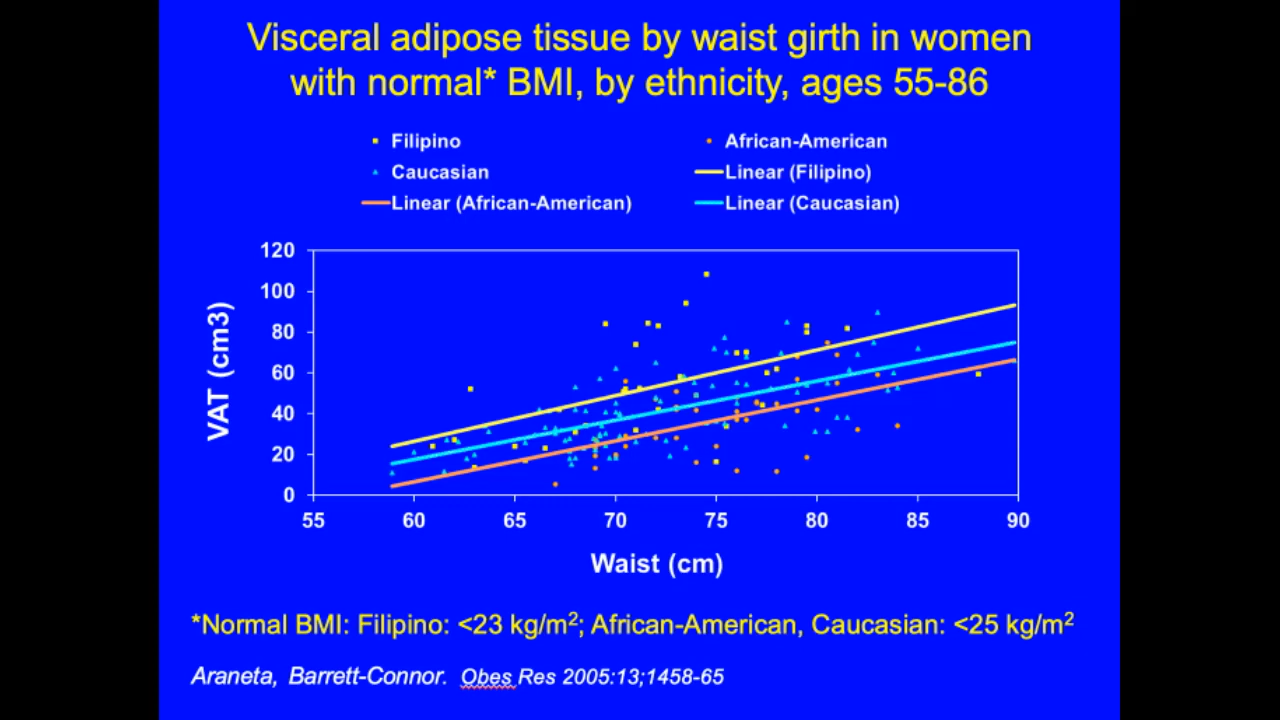 Visceral adipose tissue by waist girth in women
with normal* BMI, by ethnicity, ages 55-86
Filipino
African-American
Caucasian
Linear (Filipino)
Linear (African-American)
Linear (Caucasian)
VAT (cm3)
120
100
80
60
40
20
0
55 60 65 70 75 80 85 90
Waist (cm)
*Normal BMI: Filipino: <23 kg/m²; African-American, Caucasian: <25 kg/m²
Araneta, Barrett-Connor. Obes Res 2005:13;1458-65